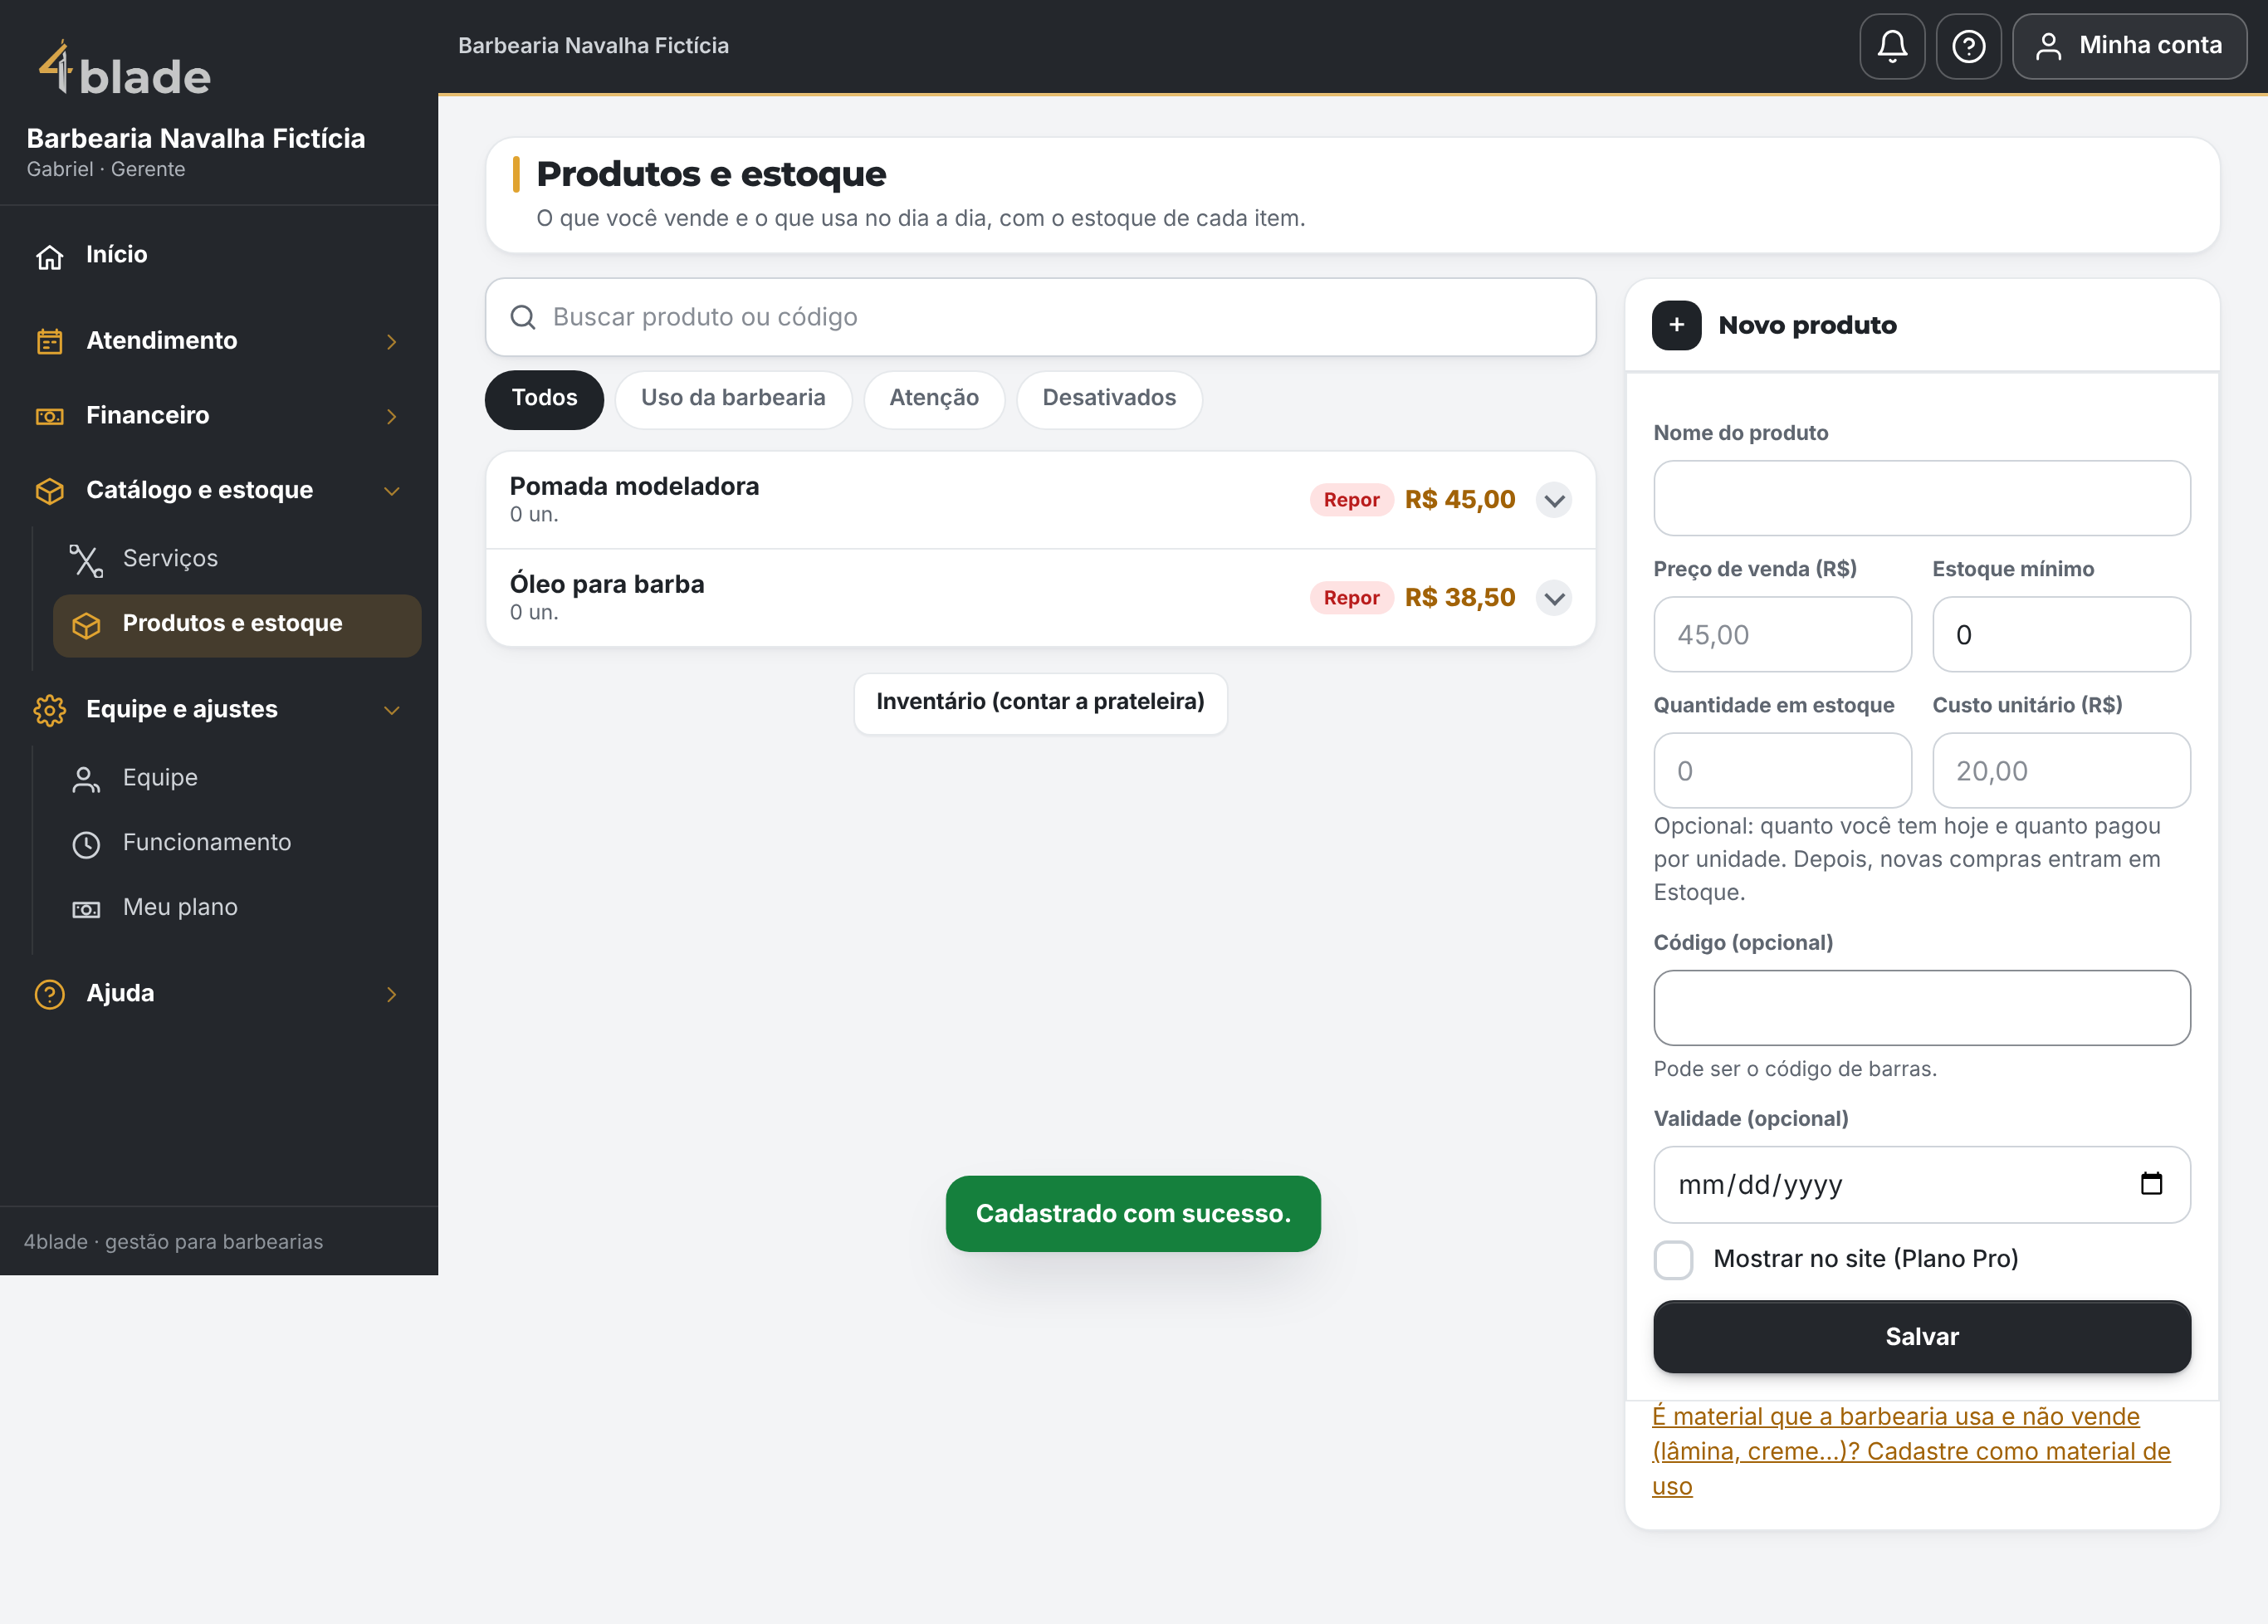 4blade
Barbearia Navalha Fictícia
Gabriel · Gerente
Início
Atendimento
Financeiro
Catálogo e estoque
Serviços
Produtos e estoque
Equipe e ajustes
Equipe
Funcionamento
Meu plano
Ajuda
4blade · gestão para barbearias
Barbearia Navalha Fictícia
Minha conta
Produtos e estoque
O que você vende e o que usa no dia a dia, com o estoque de cada item.
Buscar produto ou código
Todos
Uso da barbearia
Atenção
Desativados
Pomada modeladora
0 un.
Repor
R$ 45,00
Óleo para barba
0 un.
Repor
R$ 38,50
Inventário (contar a prateleira)
Cadastrado com sucesso.
+ Novo produto
Nome do produto
Preço de venda (R$)
45,00
Estoque mínimo
0
Quantidade em estoque
0
Custo unitário (R$)
20,00
Opcional: quanto você tem hoje e quanto pagou
por unidade. Depois, novas compras entram em
Estoque.
Código (opcional)
Pode ser o código de barras.
Validade (opcional)
mm/dd/yyyy
Mostrar no site (Plano Pro)
Salvar
É material que a barbearia usa e não vende
(lâmina, creme...)? Cadastre como material de
uso